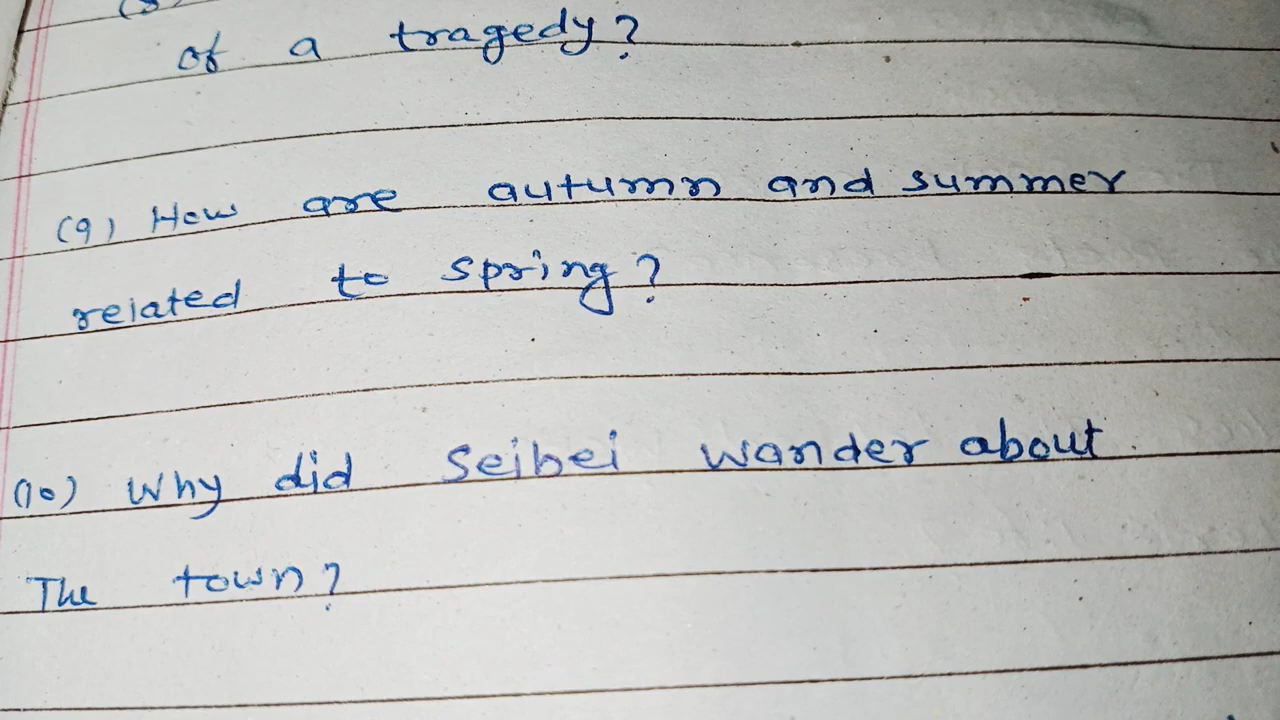 of a tragedy?
(9) How are autumn and summer
related to spring?
(10) Why did Seibei wander about.
The town?